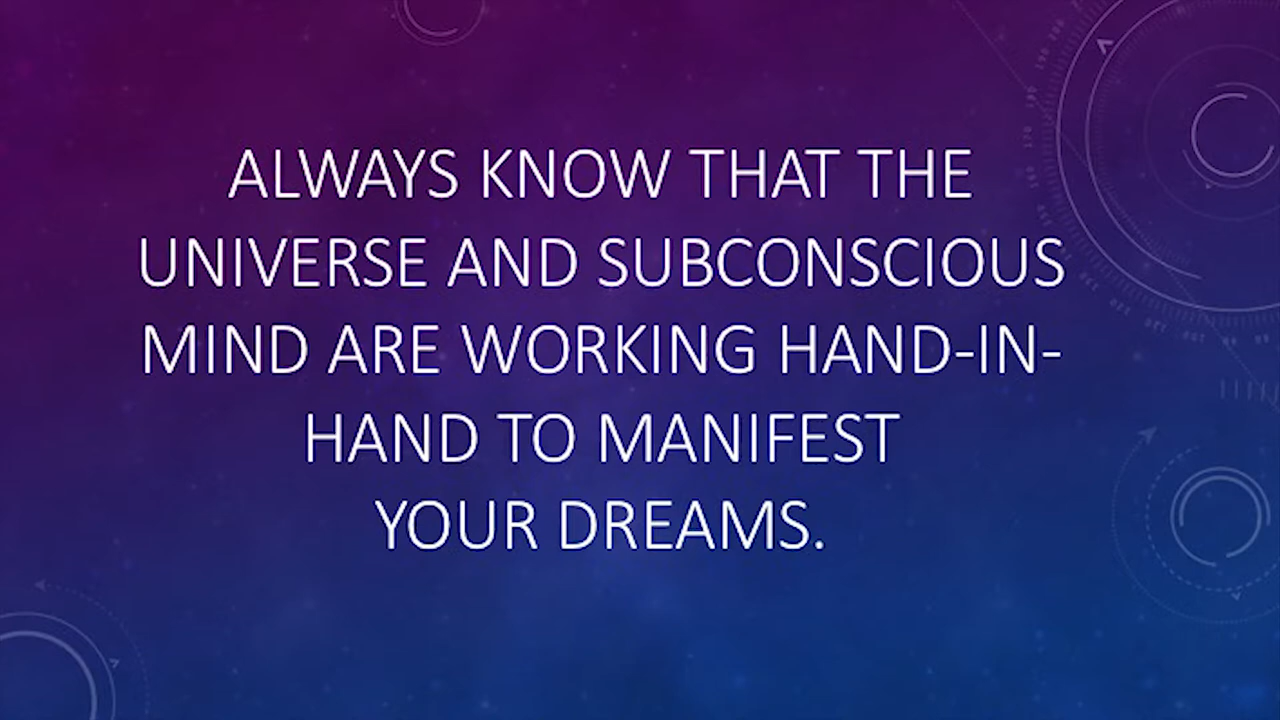 ALWAYS KNOW THAT THE
UNIVERSE AND SUBCONSCIOUS
MIND ARE WORKING HAND-IN-
HAND TO MANIFEST
YOUR DREAMS.